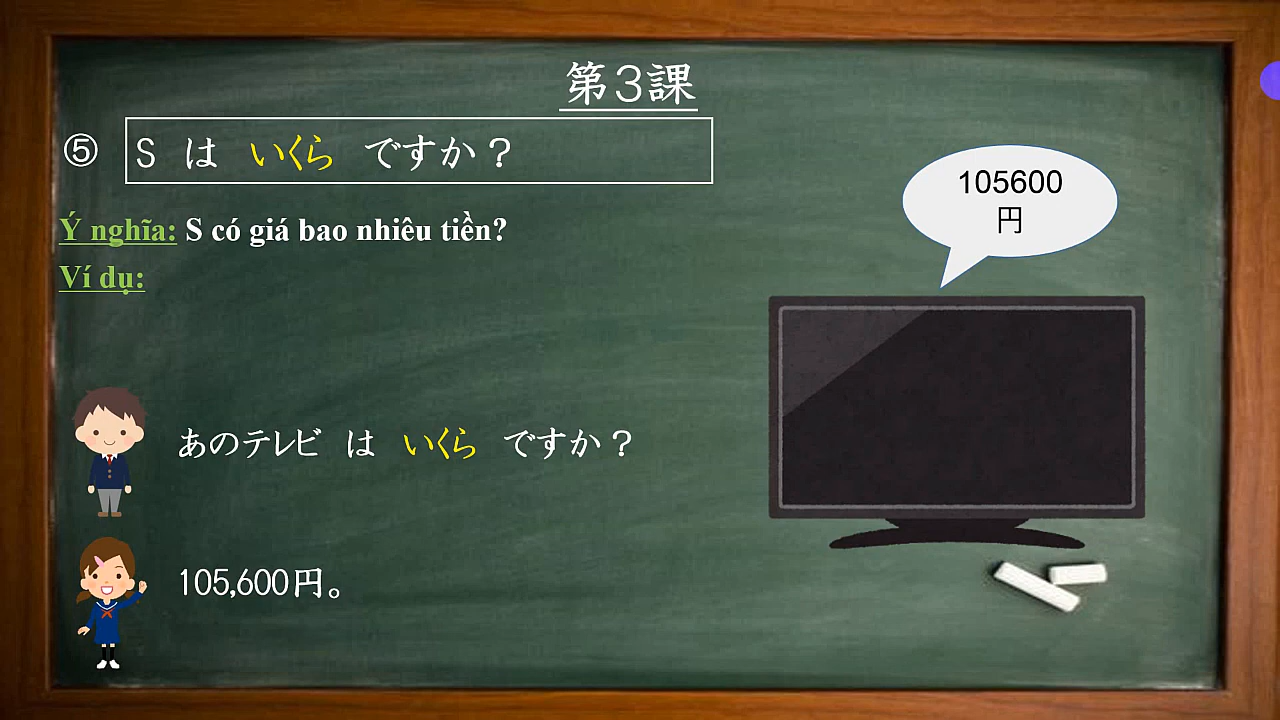 第３課
⑤ S は いくら ですか？
Ý nghĩa: S có giá bao nhiêu tiền?
Ví dụ:
105600
円
あのテレビ は いくら ですか？
105,600円。